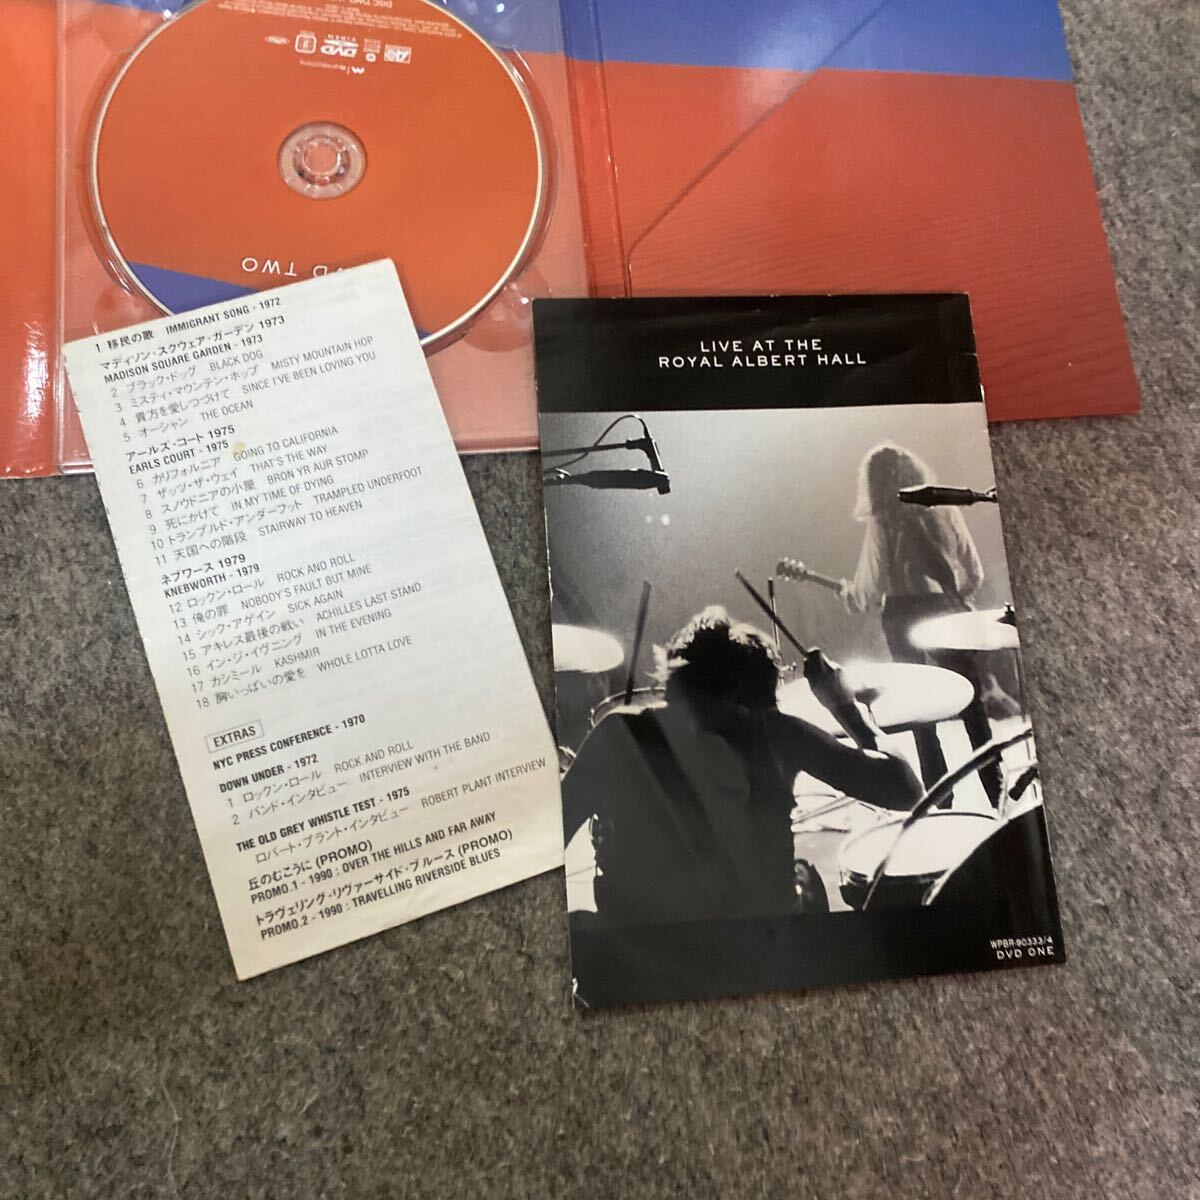 DISC TWO
DVD VIDEO
2
VD TWO
1 移民の歌 IMMIGRANT SONG - 1972
マディソン・スクウェア・ガーデン 1973
MADISON SQUARE GARDEN - 1973
2 ブラック・ドッグ BLACK DOG
3 ミスティ・マウンテン・ホップ MISTY MOUNTAIN HOP
4 貴方を愛しつづけて SINCE I'VE BEEN LOVING YOU
5 オーシャン THE OCEAN
アールズ・コート 1975
EARLS COURT - 1975
6 カリフォルニア GOING TO CALIFORNIA
7 ザッツ・ザ・ウェイ THAT'S THE WAY
8 スノウドニアの小屋 BRON YR AUR STOMP
9 死にかけて IN MY TIME OF DYING
10 トランプルド・アンダーフット TRAMPLED UNDERFOOT
11 天国への階段 STAIRWAY TO HEAVEN
ネブワース 1979
KNEBWORTH - 1979
12 ロックン・ロール ROCK AND ROLL
13 俺の罪 NOBODY'S FAULT BUT MINE
14 シック・アゲイン SICK AGAIN
15 アキレス最後の戦い ACHILLES LAST STAND
16 イン・ジ・イヴニング IN THE EVENING
17 カシミール KASHMIR
18 胸いっぱいの愛を WHOLE LOTTA LOVE
EXTRAS
NYC PRESS CONFERENCE - 1970
DOWN UNDER - 1972
1 ロックン・ロール ROCK AND ROLL
2 バンド・インタビュー INTERVIEW WITH THE BAND
THE OLD GREY WHISTLE TEST - 1975
ロバート・プラント・インタビュー ROBERT PLANT INTERVIEW
丘のむこうに (PROMO)
PROMO.1 - 1990 : OVER THE HILLS AND FAR AWAY
トラヴェリング・リヴァーサイド・ブルース (PROMO)
PROMO.2 - 1990 : TRAVELLING RIVERSIDE BLUES
LIVE AT THE
ROYAL ALBERT HALL
WPBR-90333/4
DVD ONE